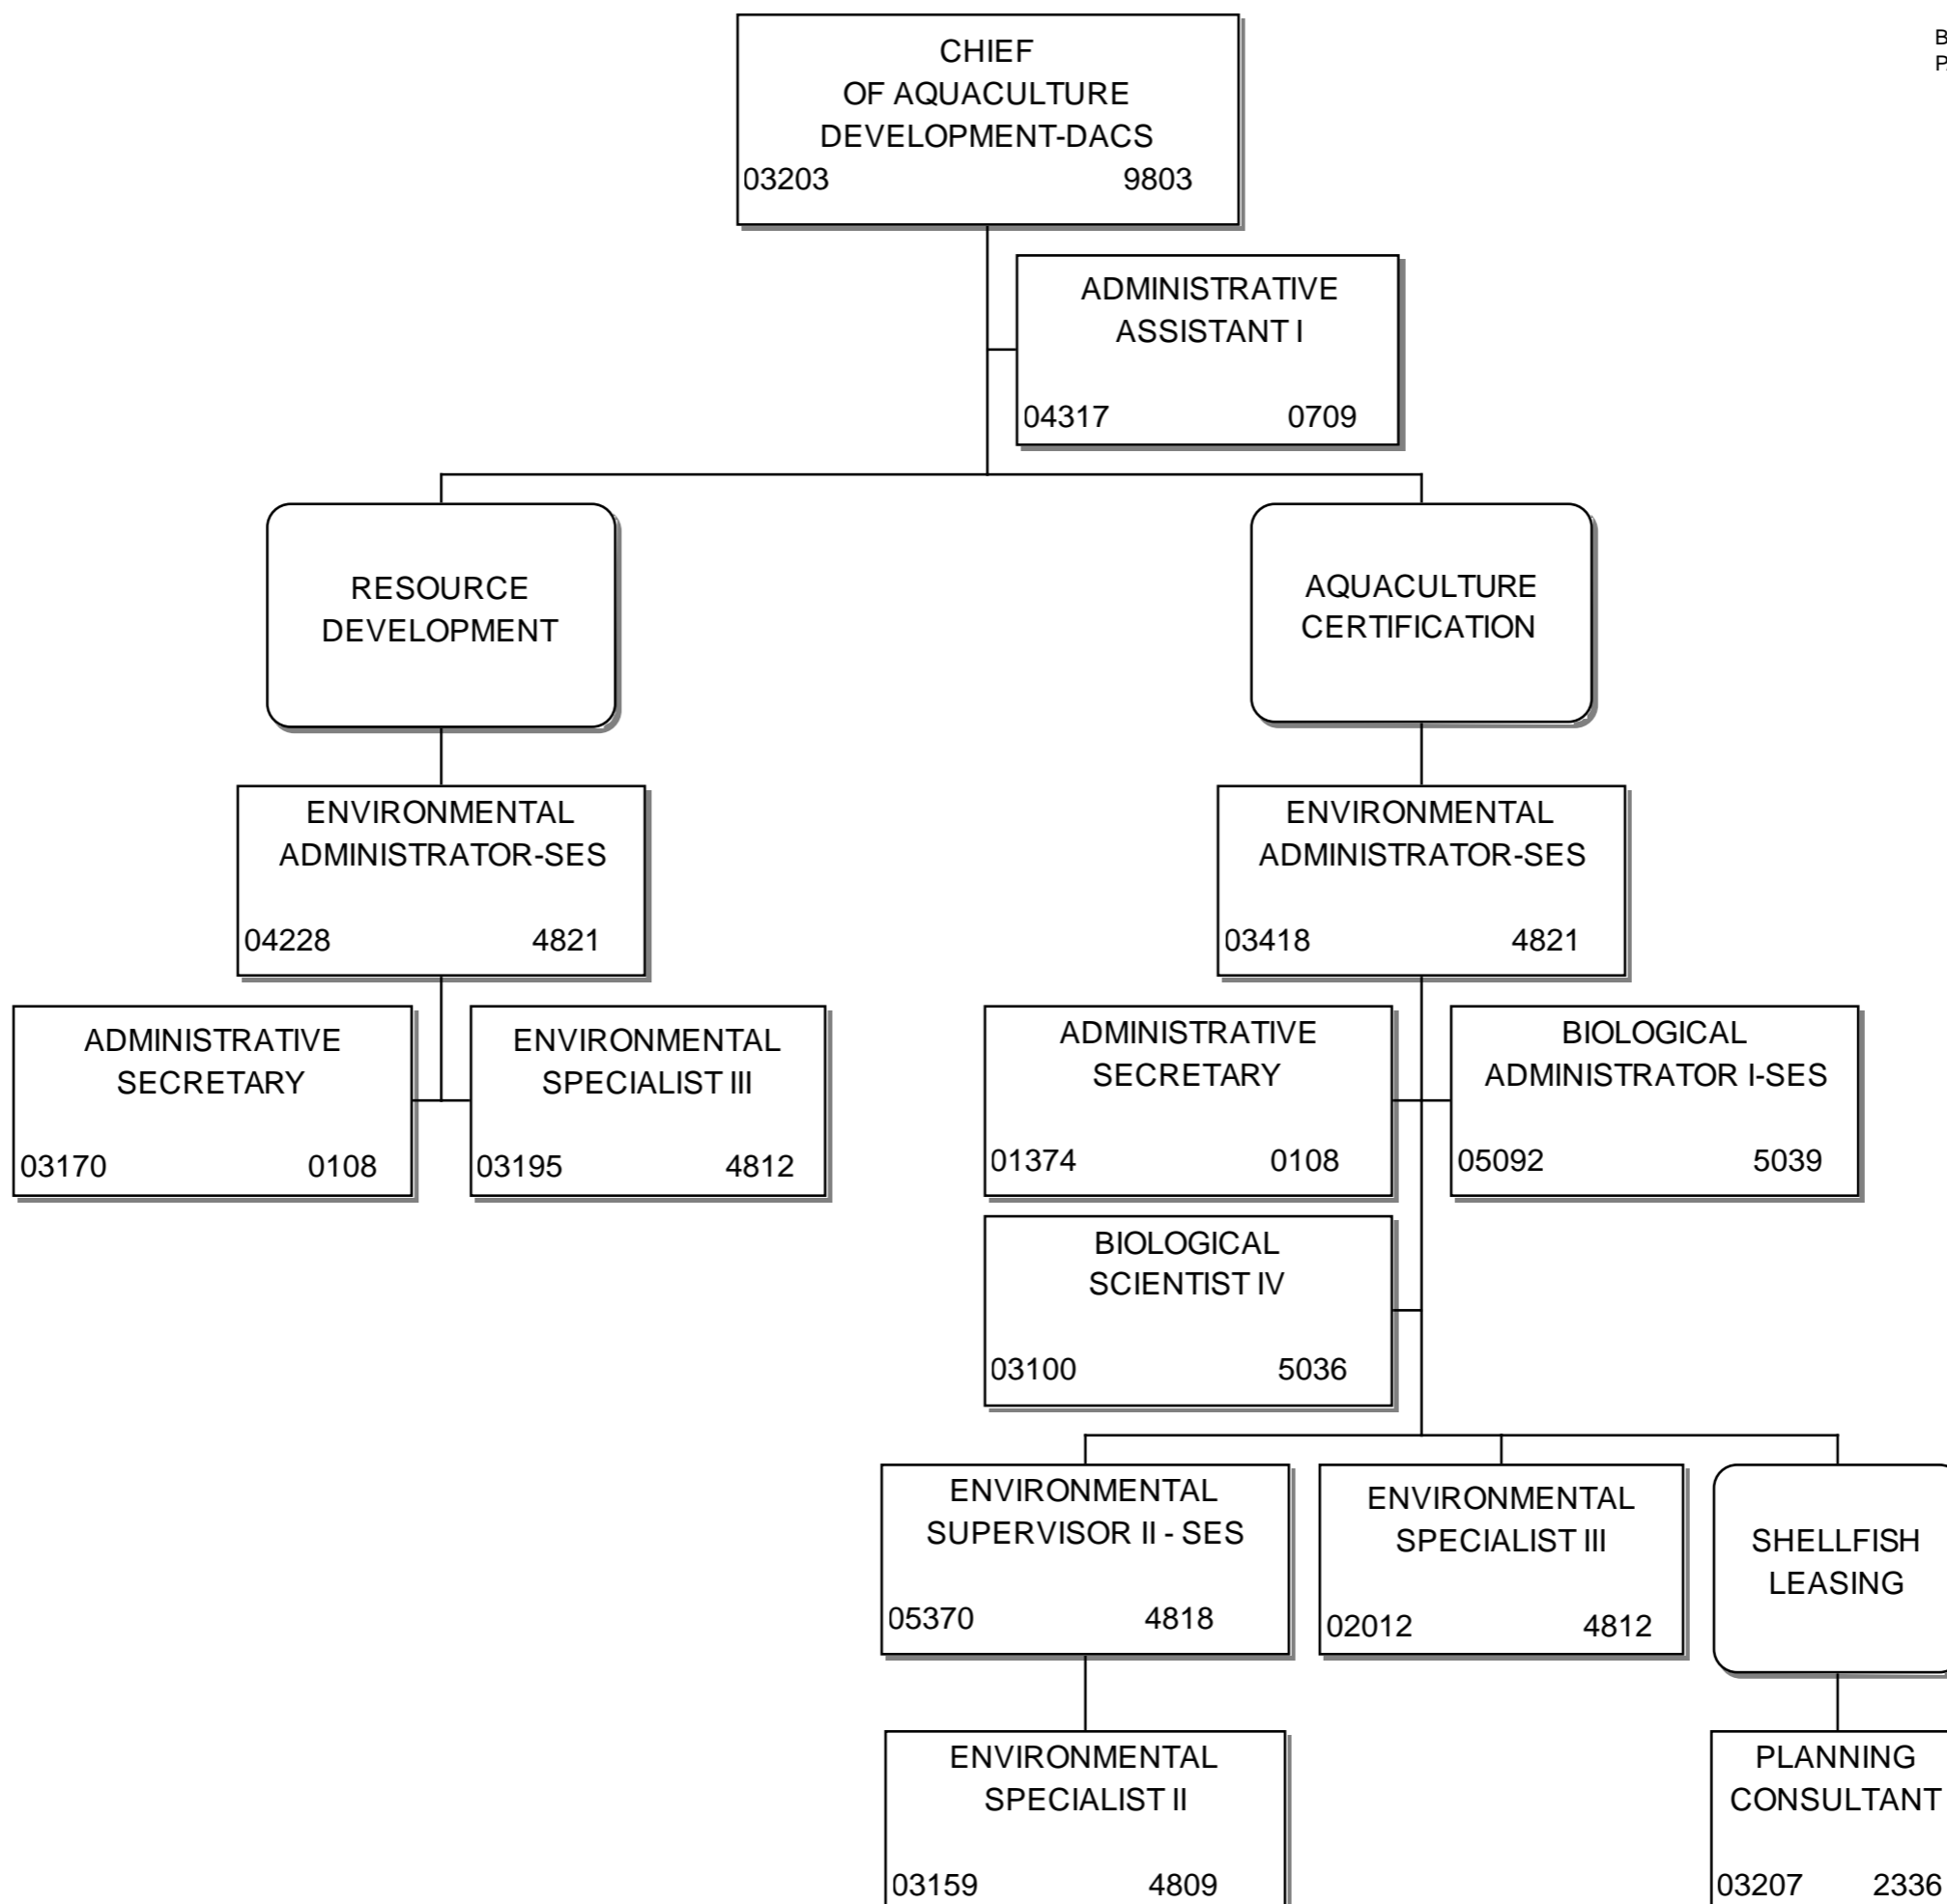 CHIEF
OF AQUACULTURE
DEVELOPMENT-DACS
03203 9803
B
P
ADMINISTRATIVE
ASSISTANT I
04317 0709
RESOURCE
DEVELOPMENT
AQUACULTURE
CERTIFICATION
ENVIRONMENTAL
ADMINISTRATOR-SES
04228 4821
ENVIRONMENTAL
ADMINISTRATOR-SES
03418 4821
ADMINISTRATIVE
SECRETARY
03170 0108
ENVIRONMENTAL
SPECIALIST III
03195 4812
ADMINISTRATIVE
SECRETARY
01374 0108
BIOLOGICAL
ADMINISTRATOR I-SES
05092 5039
BIOLOGICAL
SCIENTIST IV
03100 5036
ENVIRONMENTAL
SUPERVISOR II - SES
05370 4818
ENVIRONMENTAL
SPECIALIST III
02012 4812
SHELLFISH
LEASING
ENVIRONMENTAL
SPECIALIST II
03159 4809
PLANNING
CONSULTANT
03207 2336